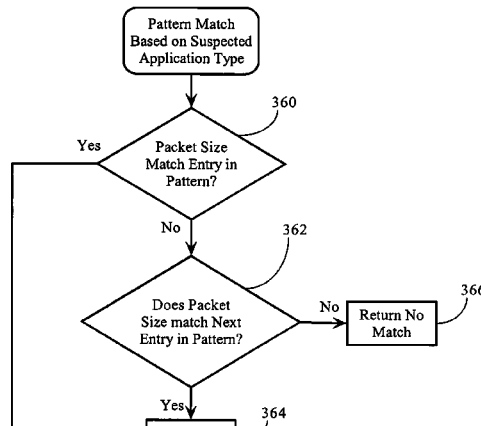 Pattern Match
Based on Suspected
Application Type
360
Yes
Packet Size
Match Entry in
Pattern?
No
362
Does Packet
Size match Next
Entry in Pattern?
No
Return No
Match
366
Yes
364